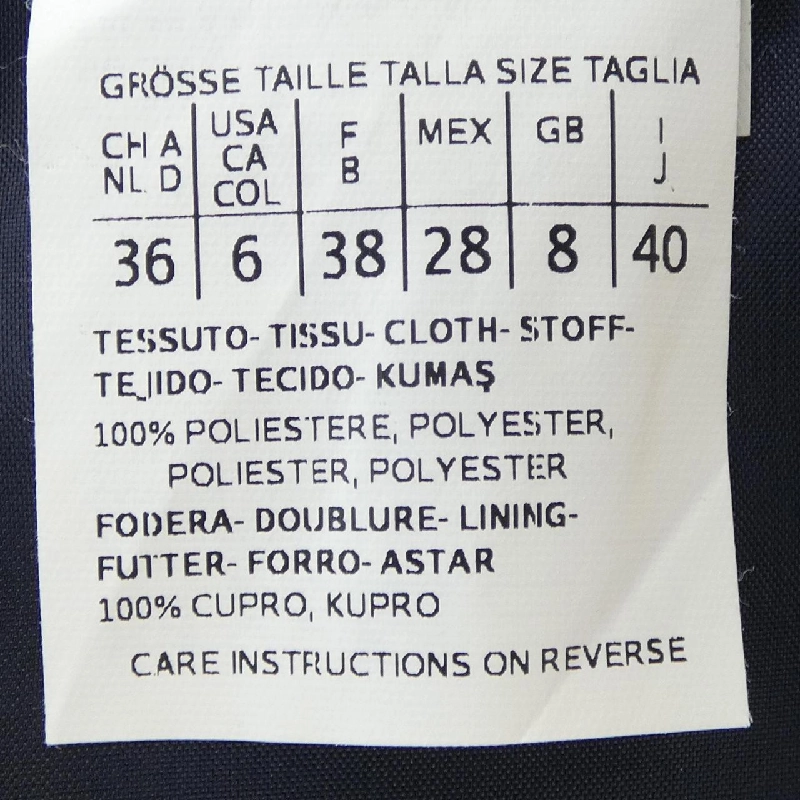 GRÖSSE TAILLE TALLA SIZE TAGLIA
CH A NL D USA CA COL F B MEX GB I J
36 6 38 28 8 40
TESSUTO- TISSU- CLOTH- STOFF-
TEJIDO- TECIDO- KUMAŞ
100% POLIESTERE, POLYESTER,
POLIESTER, POLYESTER
FODERA- DOUBLURE- LINING-
FUTTER- FORRO- ASTAR
100% CUPRO, KUPRO
CARE INSTRUCTIONS ON REVERSE